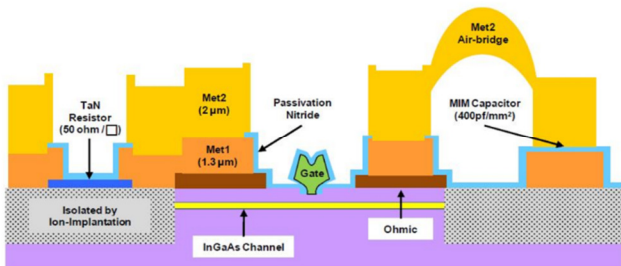 Met2
Air-bridge
TaN
Resistor
(50 ohm /□)
Met2
(2 µm)
Passivation
Nitride
MIM Capacitor
(400pf/mm²)
Met1
(1.3 µm)
Gate
Isolated by
Ion-Implantation
InGaAs Channel
Ohmic